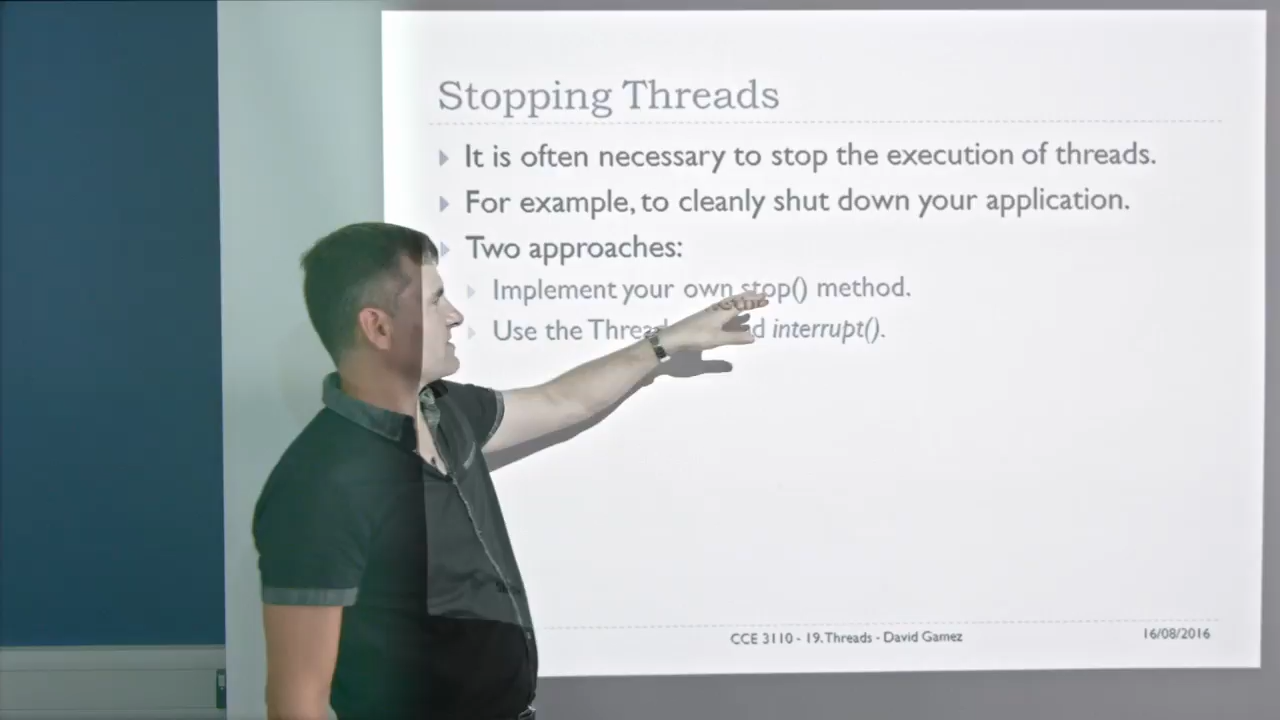 Stopping Threads
It is often necessary to stop the execution of threads.
For example, to cleanly shut down your application.
Two approaches:
Implement your own stop() method.
Use the interrupt().
CCE 3110 - 19. Threads - David Gamez
16/08/2016